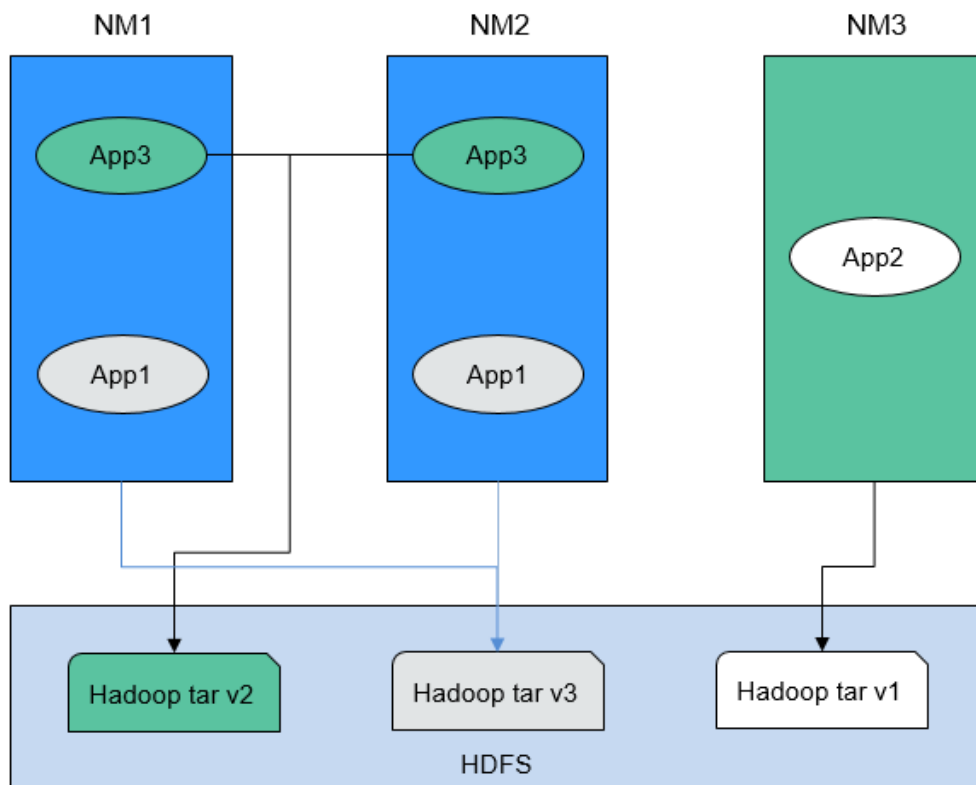 NM1
NM2
NM3
App3
App3
App2
App1
App1
Hadoop tar v2
Hadoop tar v3
Hadoop tar v1
HDFS